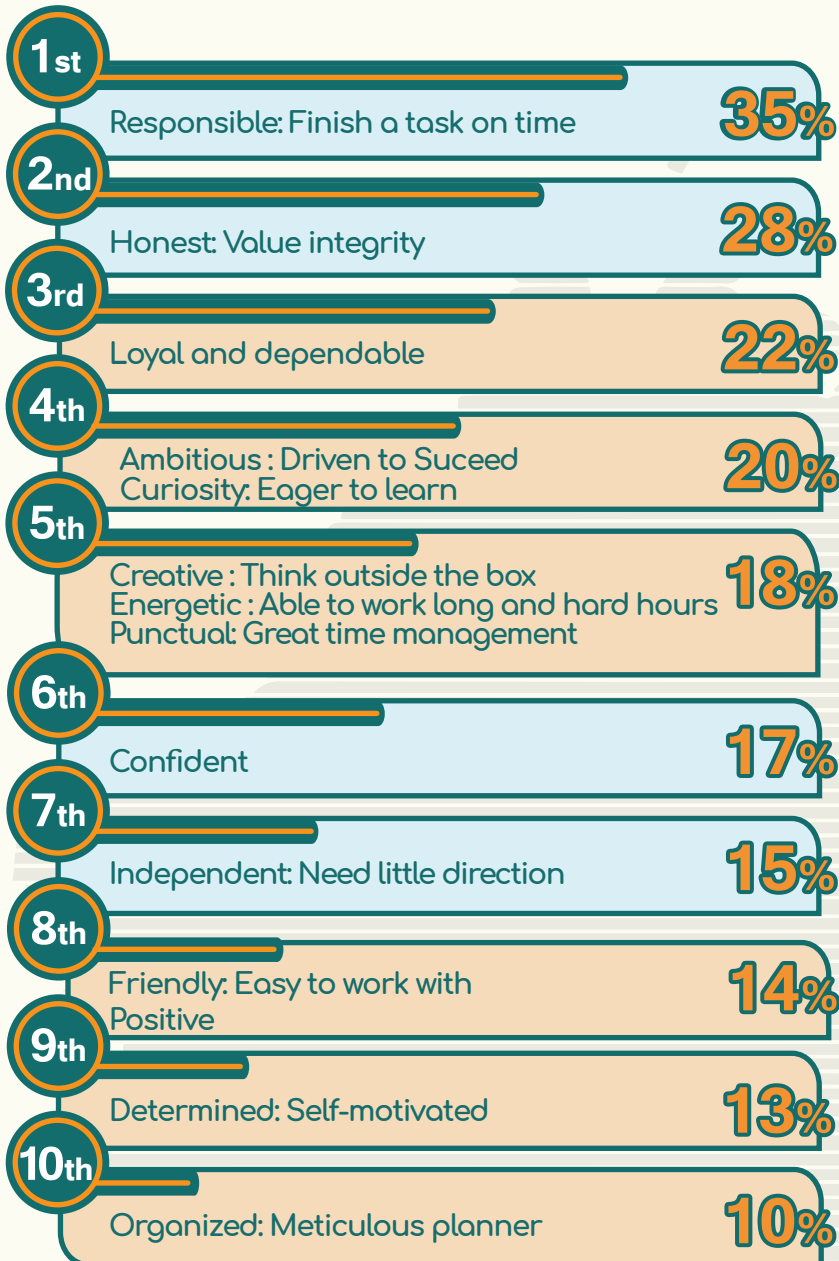 1st
Responsible: Finish a task on time
35%
2nd
Honest: Value integrity
28%
3rd
Loyal and dependable
22%
4th
Ambitious : Driven to Suceed
Curiosity: Eager to learn
20%
5th
Creative : Think outside the box
Energetic : Able to work long and hard hours
Punctual: Great time management
18%
6th
Confident
17%
7th
Independent: Need little direction
15%
8th
Friendly: Easy to work with
Positive
14%
9th
Determined: Self-motivated
13%
10th
Organized: Meticulous planner
10%